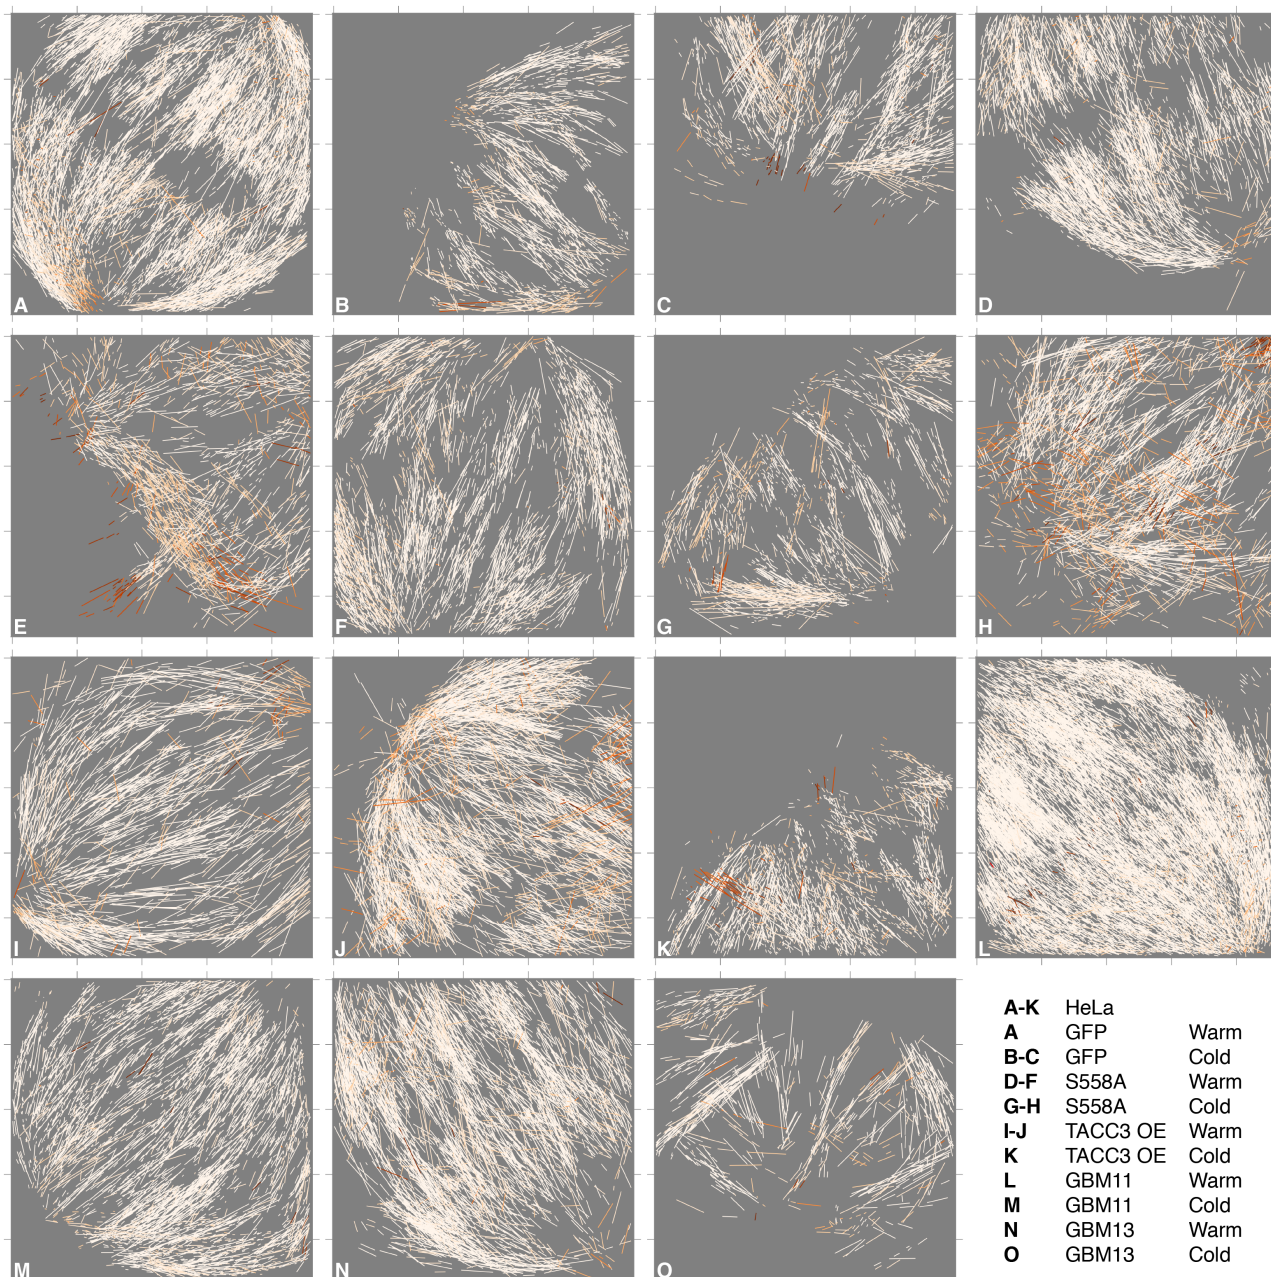 A
B
C
D
E
F
G
H
I
J
K
L
M
N
O
A-K HeLa
A GFP Warm
B-C GFP Cold
D-F S558A Warm
G-H S558A Cold
I-J TACC3 OE Warm
K TACC3 OE Cold
L GBM11 Warm
M GBM11 Cold
N GBM13 Warm
O GBM13 Cold